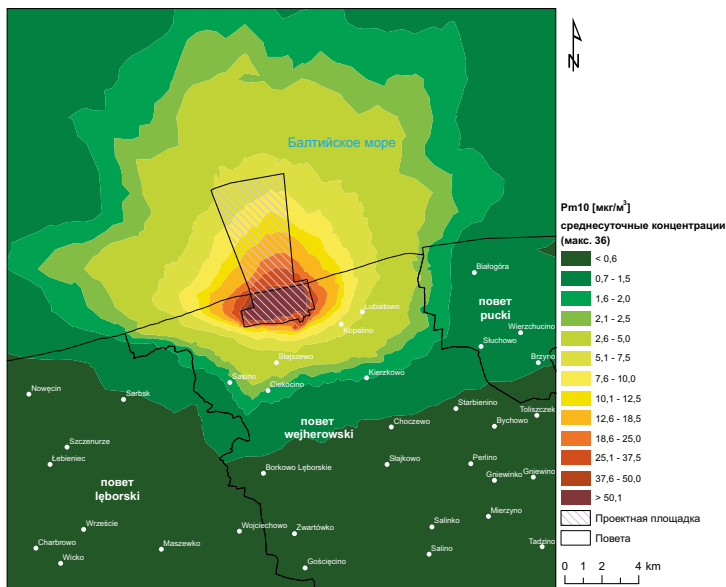 N
Балтийское море
Białogóra
повет
pucki
Wierzchucino
Słuchowo
Brzyno
Lubiatowo
Kopalino
Słajszewo
Sasino
Ciekocino
Kierzkowo
Nowęcin
Sarbsk
Starbienino
Toliszczek
повет
wejherowski
Choczewo
Bychowo
Szczenurze
Łebieniec
повет
lęborski
Borkowo Lęborskie
Słajkowo
Perlino
Gniewinko
Gniewino
Wrzeście
Wojciechowo
Zwartówko
Salinko
Mierzyno
Charbrowo
Wicko
Maszewko
Gościęcino
Salino
Tadzino
Pm10 [мкг/м³]
среднесуточные концентрации
(макс. 36)
< 0,6
0,7 - 1,5
1,6 - 2,0
2,1 - 2,5
2,6 - 5,0
5,1 - 7,5
7,6 - 10,0
10,1 - 12,5
12,6 - 18,5
18,6 - 25,0
25,1 - 37,5
37,6 - 50,0
> 50,1
Проектная площадка
Повета
0 1 2 4 km